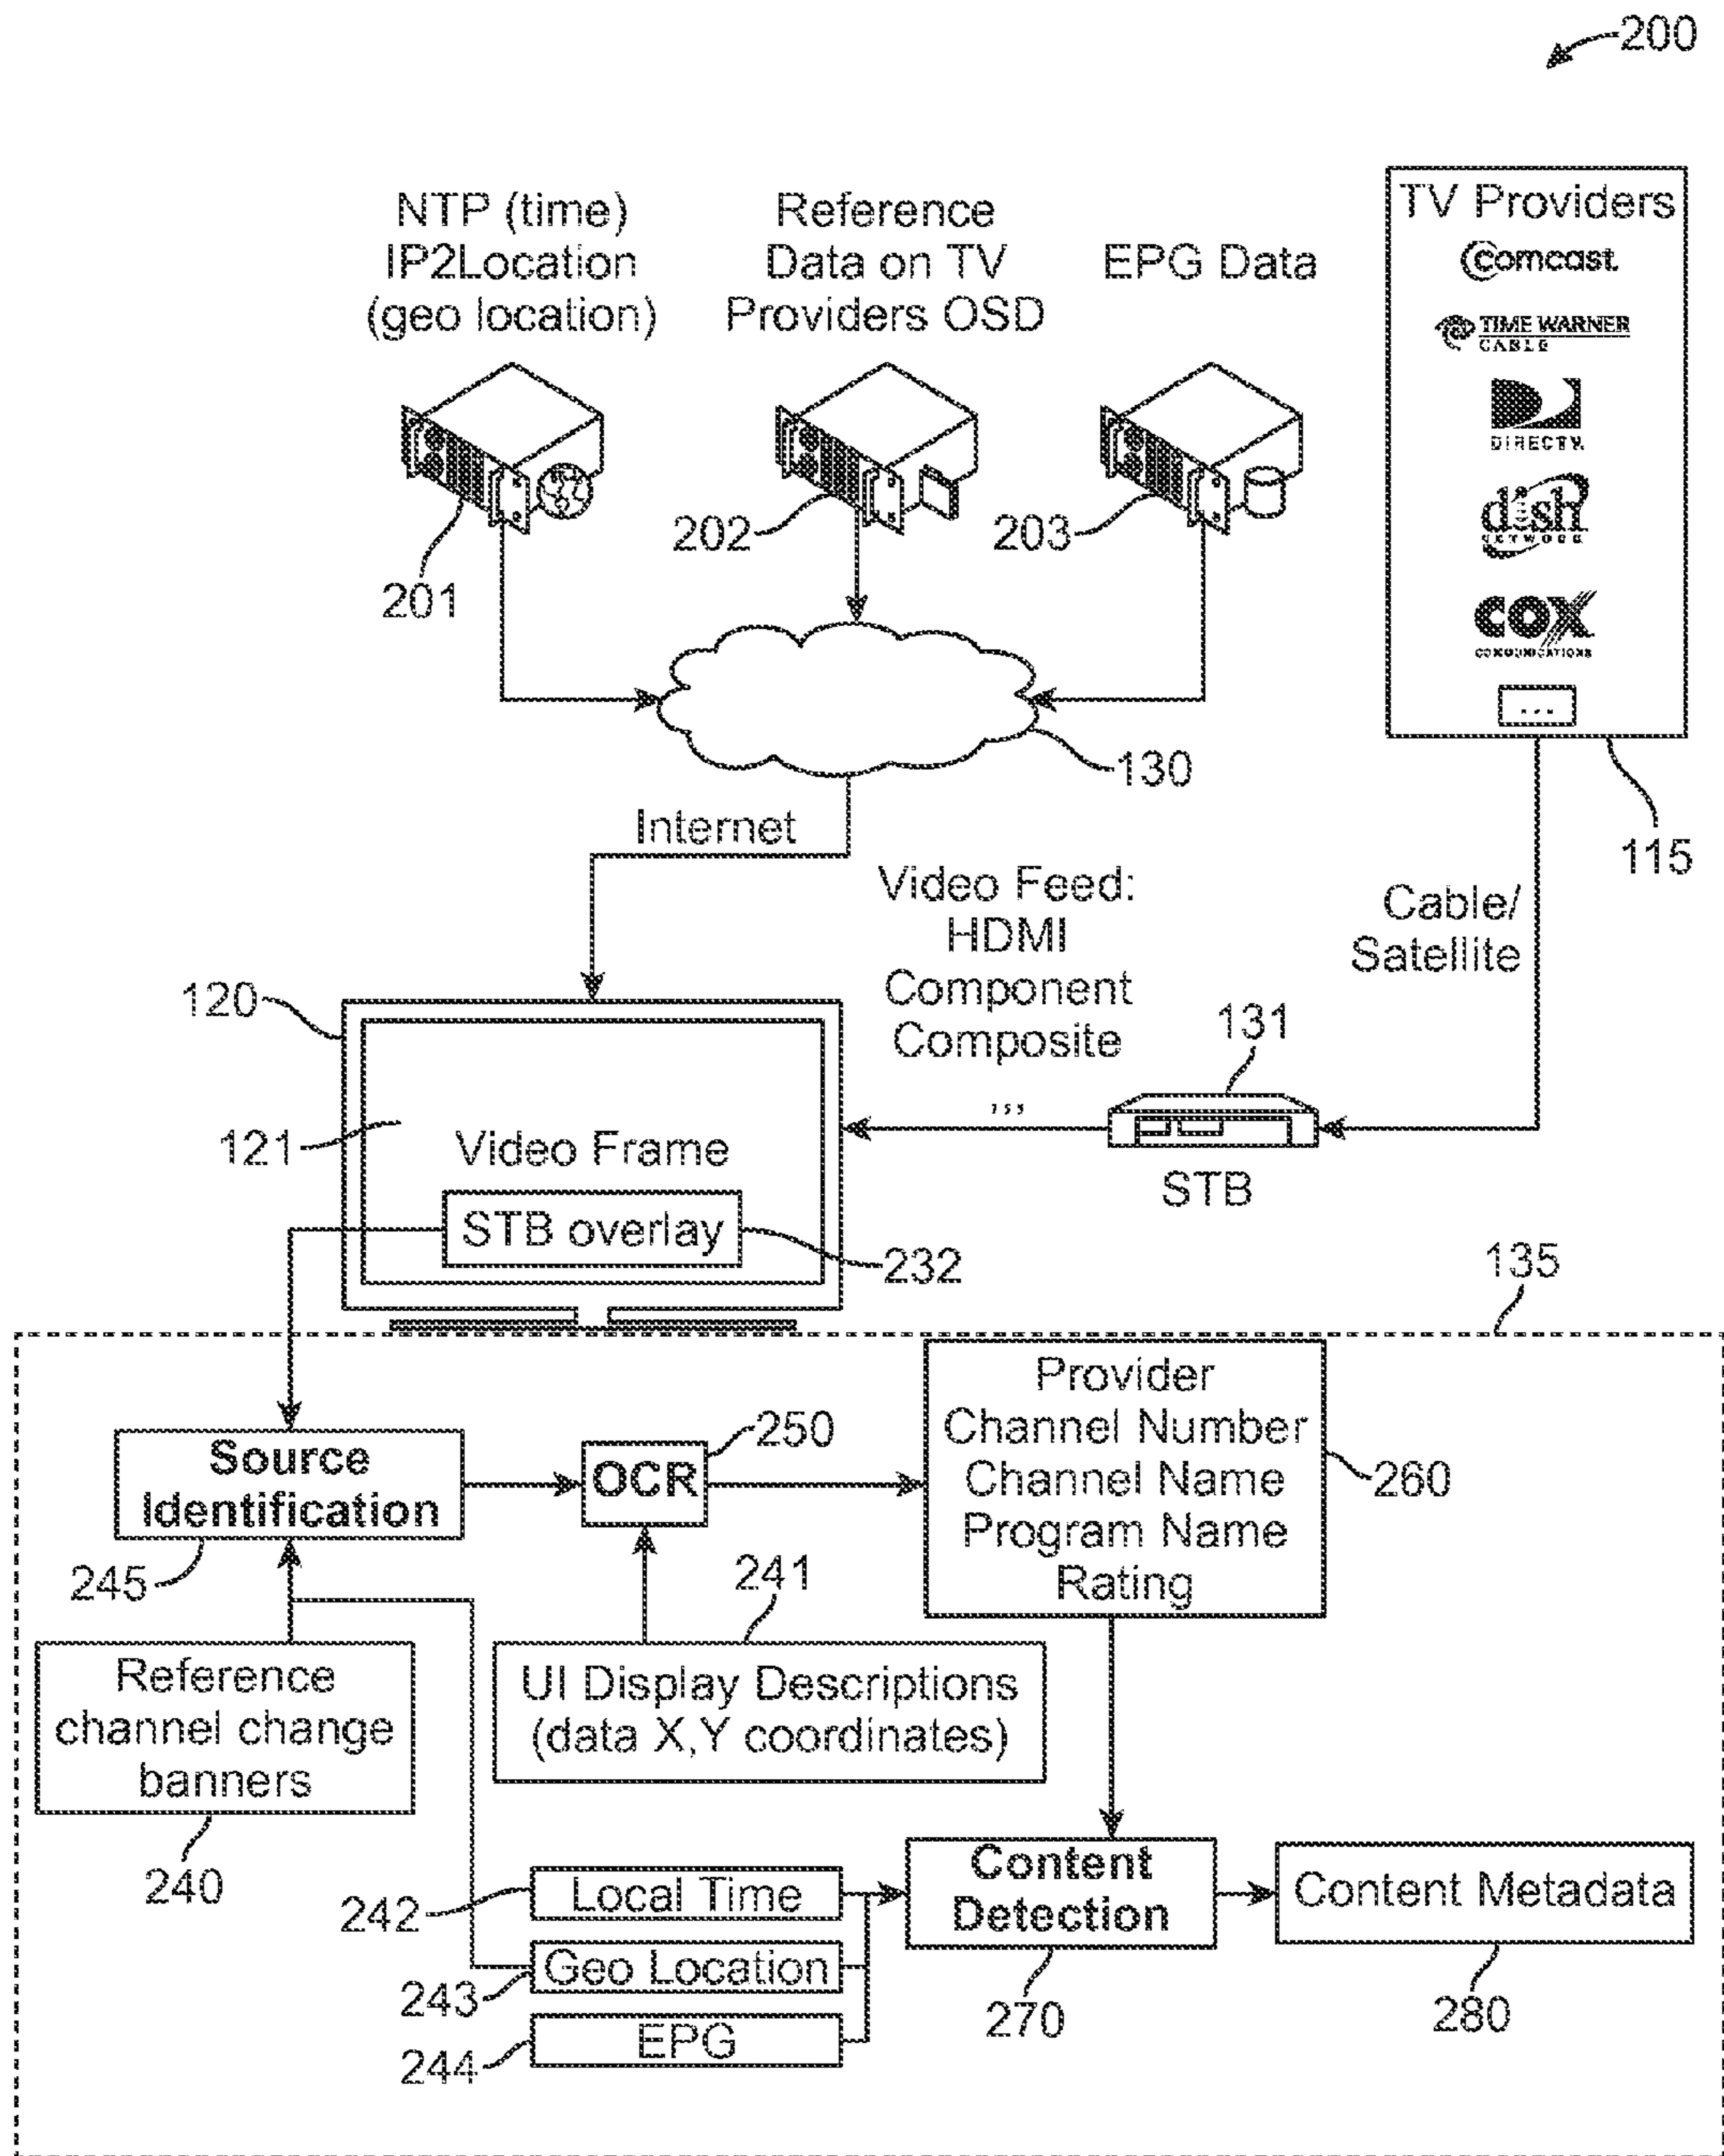 200
NTP (time)
IP2Location
(geo location)
Reference
Data on TV
Providers OSD
EPG Data
TV Providers
comcast.
TIME WARNER
CABLE
DIRECTV.
dish
NETWORK
COX
COMMUNICATIONS
...
201
202
203
130
115
Internet
Video Feed:
HDMI
Component
Composite
Cable/
Satellite
120
131
121
Video Frame
STB
STB overlay
232
135
Provider
Channel Number
Channel Name
Program Name
Rating
260
250
Source
Identification
OCR
245
241
Reference
channel change
banners
UI Display Descriptions
(data X,Y coordinates)
240
242
Local Time
Content
Detection
Content Metadata
243
Geo Location
270
280
244
EPG